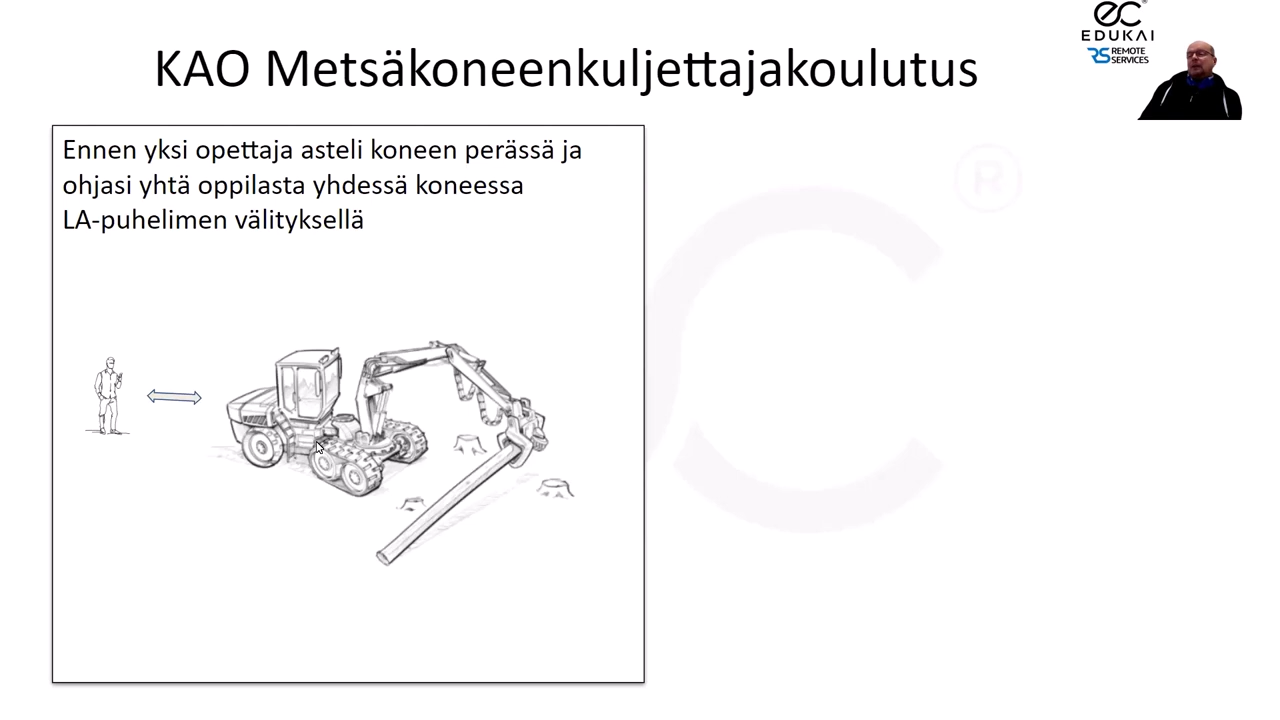 KAO Metsäkoneenkuljettajakoulutus
EC
EDUKAI
RS REMOTE
SERVICES
Ennen yksi opettaja asteli koneen perässä ja
ohjasi yhtä oppilasta yhdessä koneessa
LA-puhelimen välityksellä
®